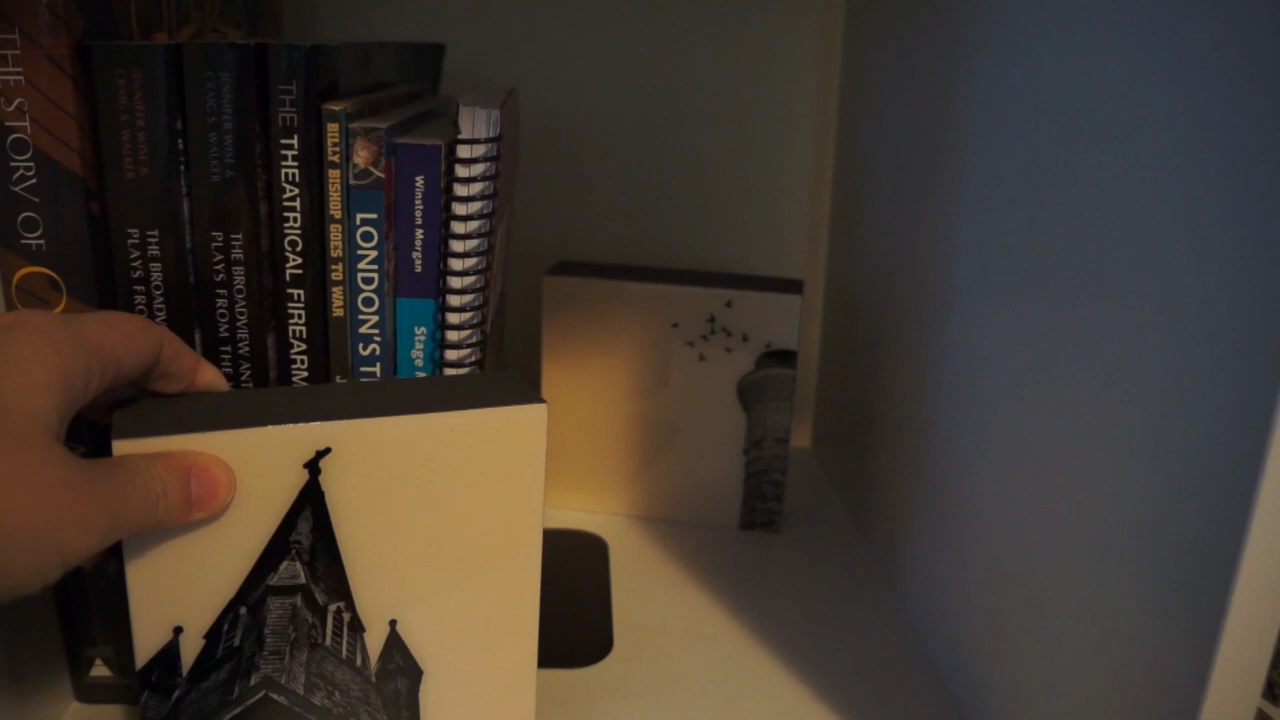 THE STORY OF
JENNIFER WISE &
CRAIG S. WALKER
THE BROADV
PLAYS FRO
JENNIFER WISE &
CRAIG S. WALKER
THE BROADVIEW ANT
PLAYS FROM THE
THE THEATRICAL FIREARM
BILLY BISHOP GOES TO WAR
LONDON'S T
Winston Morgan
Stage